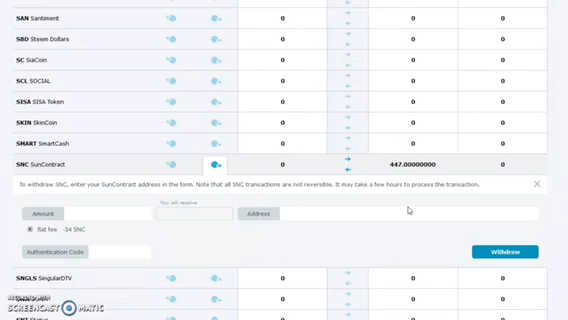 SAN Santiment 0 0 0
SBD Steem Dollars 0 0 0
SC SiaCoin 0 0 0
SCL SOCIAL 0 0 0
SISA SISA Token 0 0 0
SKIN SkinCoin 0 0 0
SMART SmartCash 0 0 0
SNC SunContract 0 447.00000000 0
To withdraw SNC, enter your SunContract address in the form. Note that all SNC transactions are not reversible. It may take a few hours to process the transaction.
You will receive
Amount Address
flat fee -34 SNC
Authentication Code Withdraw
SNGLS SingularDTV 0 0 0
RECORDED WITH
SCREENCAST MATIC
0 0 0
SNT Status